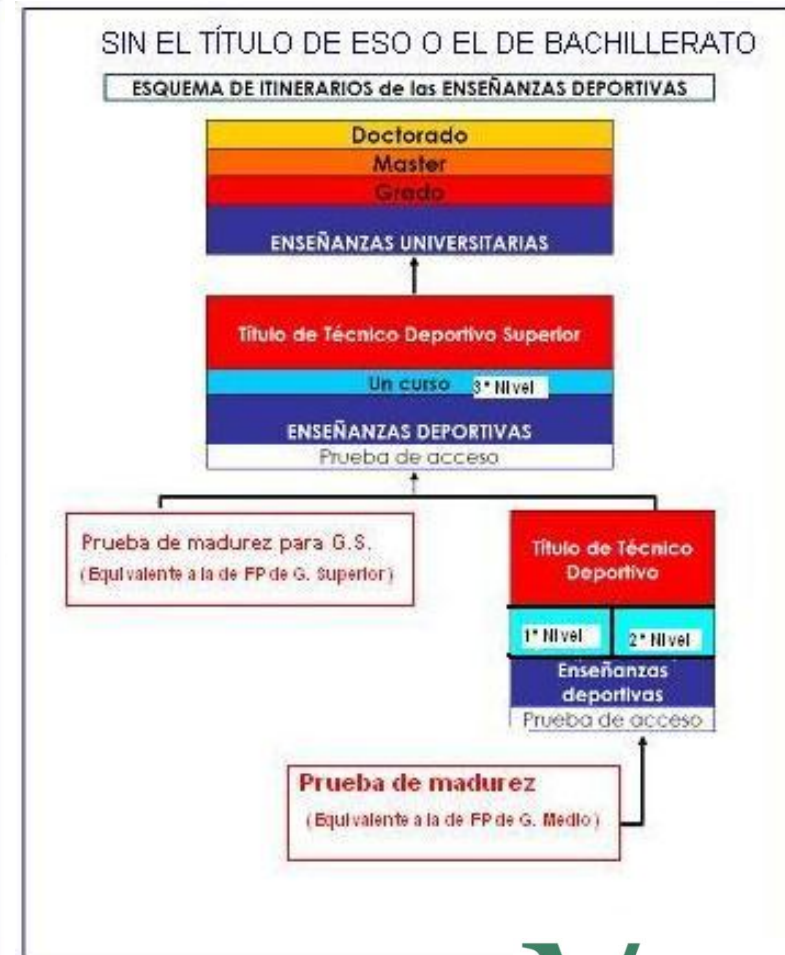 SIN EL TÍTULO DE ESO O EL DE BACHILLERATO
ESQUEMA DE ITINERARIOS de las ENSEÑANZAS DEPORTIVAS
Doctorado
Master
Grado
ENSEÑANZAS UNIVERSITARIAS
Título de Técnico Deportivo Superior
Un curso 3º Nivel
ENSEÑANZAS DEPORTIVAS
Prueba de acceso
Prueba de madurez para G.S.
(Equivalente a la de FP de G. Superior)
Título de Técnico
Deportivo
1º Nivel 2º Nivel
Enseñanzas
deportivas
Prueba de acceso
Prueba de madurez
(Equivalente a la de FP de G. Medio)